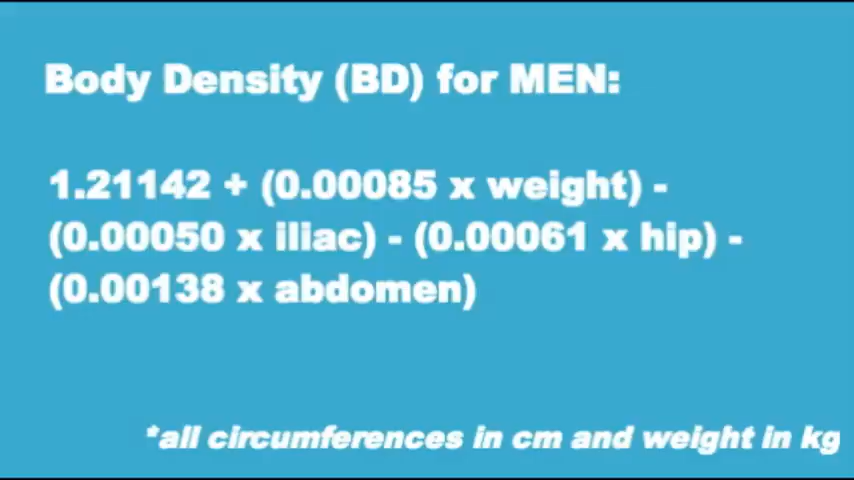 Body Density (BD) for MEN:
1.21142 + (0.00085 x weight) -
(0.00050 x iliac) - (0.00061 x hip) -
(0.00138 x abdomen)
*all circumferences in cm and weight in kg